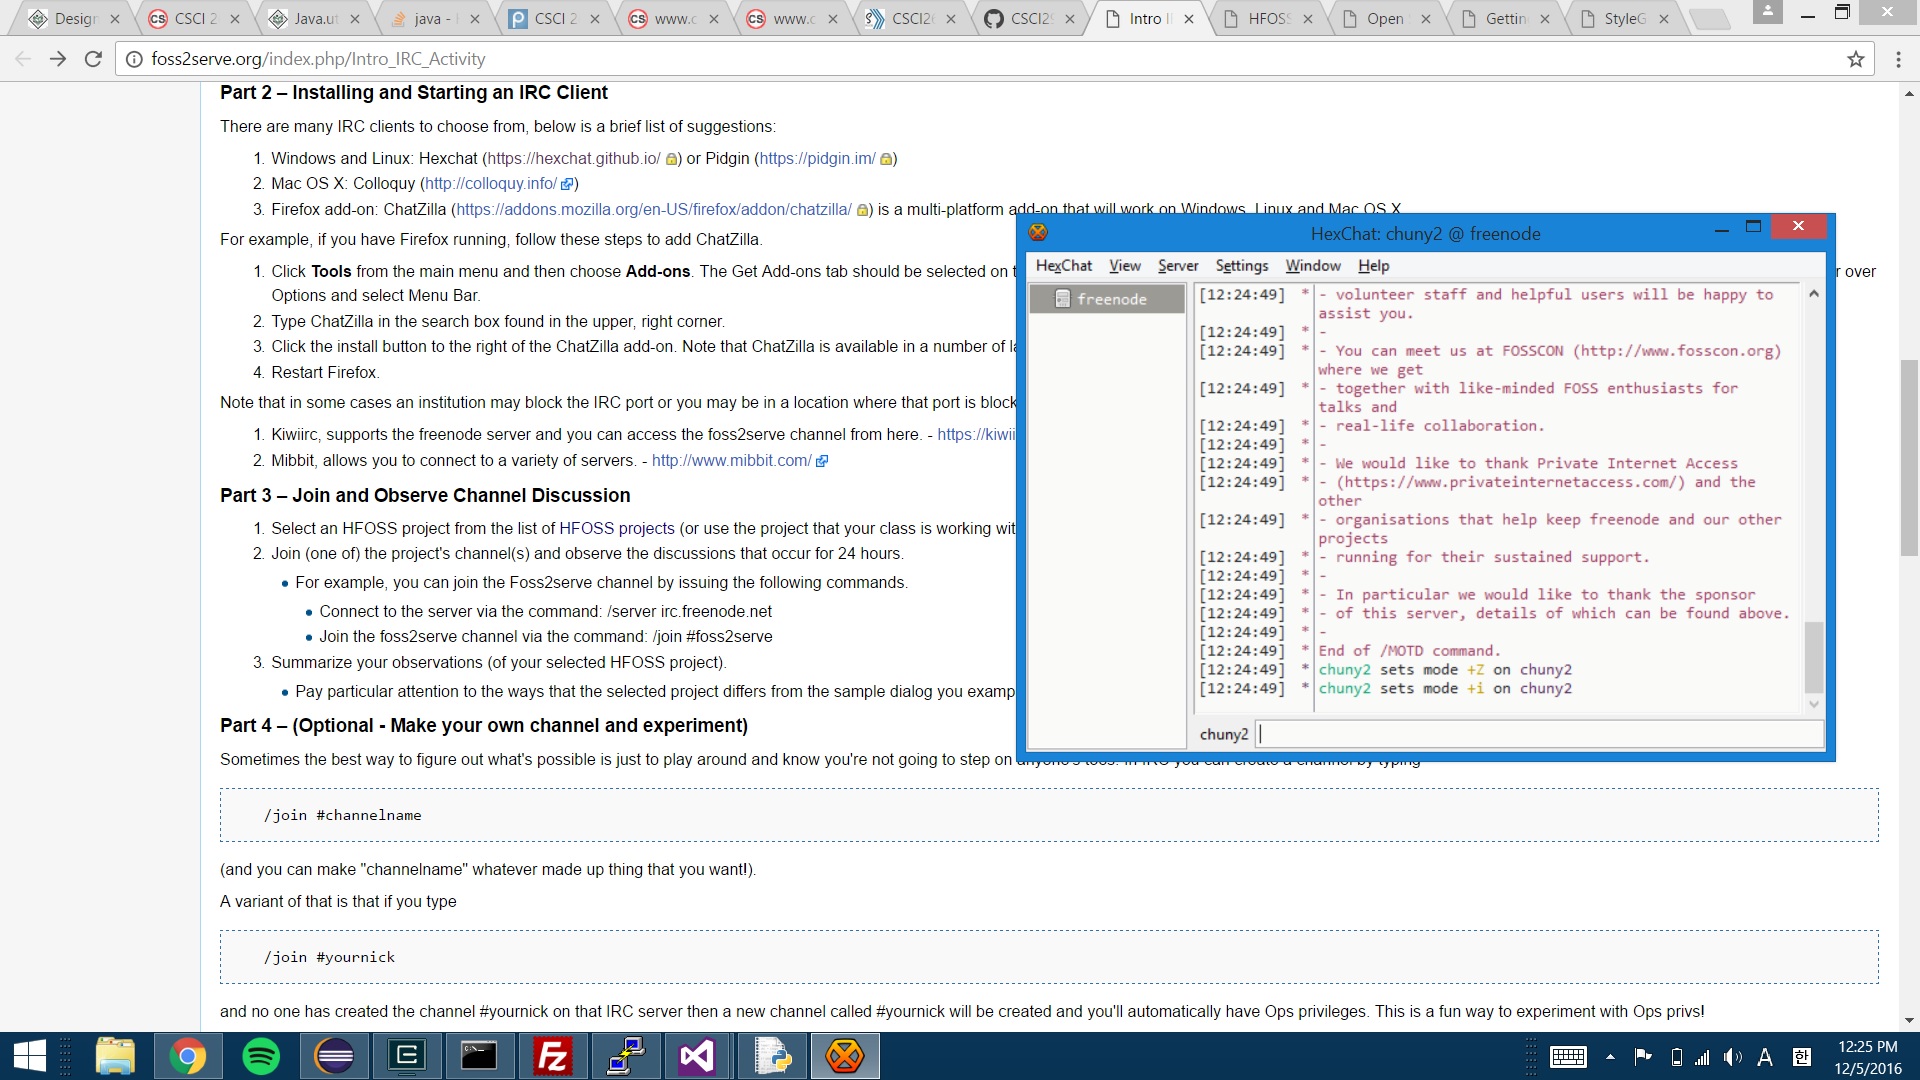 Design
CSCI 2
Java.ut
java -
CSCI 2
www.c
www.c
CSCI2
CSCI29
Intro I
HFOSS
Open
Gettin
StyleG
foss2serve.org/index.php/Intro_IRC_Activity
Part 2 – Installing and Starting an IRC Client
There are many IRC clients to choose from, below is a brief list of suggestions:
1. Windows and Linux: Hexchat (https://hexchat.github.io/ ) or Pidgin (https://pidgin.im/ )
2. Mac OS X: Colloquy (http://colloquy.info/ )
3. Firefox add-on: ChatZilla (https://addons.mozilla.org/en-US/firefox/addon/chatzilla/ ) is a multi-platform add-on that will work on Windows, Linux and Mac OS X
For example, if you have Firefox running, follow these steps to add ChatZilla.
1. Click Tools from the main menu and then choose Add-ons. The Get Add-ons tab should be selected on t
r over
Options and select Menu Bar.
2. Type ChatZilla in the search box found in the upper, right corner.
3. Click the install button to the right of the ChatZilla add-on. Note that ChatZilla is available in a number of la
4. Restart Firefox.
Note that in some cases an institution may block the IRC port or you may be in a location where that port is block
1. Kiwiirc, supports the freenode server and you can access the foss2serve channel from here. - https://kiwii
2. Mibbit, allows you to connect to a variety of servers. - http://www.mibbit.com/
Part 3 – Join and Observe Channel Discussion
1. Select an HFOSS project from the list of HFOSS projects (or use the project that your class is working wit
2. Join (one of) the project's channel(s) and observe the discussions that occur for 24 hours.
For example, you can join the Foss2serve channel by issuing the following commands.
Connect to the server via the command: /server irc.freenode.net
Join the foss2serve channel via the command: /join #foss2serve
3. Summarize your observations (of your selected HFOSS project).
Pay particular attention to the ways that the selected project differs from the sample dialog you examp
Part 4 – (Optional - Make your own channel and experiment)
Sometimes the best way to figure out what's possible is just to play around and know you're not going to step on anyone's toes. In IRC you can create a channel by typing
/join #channelname
(and you can make "channelname" whatever made up thing that you want!).
A variant of that is that if you type
/join #yournick
and no one has created the channel #yournick on that IRC server then a new channel called #yournick will be created and you'll automatically have Ops privileges. This is a fun way to experiment with Ops privs!
HexChat: chuny2 @ freenode
HexChat View Server Settings Window Help
freenode
[12:24:49] * - volunteer staff and helpful users will be happy to
assist you.
[12:24:49] * -
[12:24:49] * - You can meet us at FOSSCON (http://www.fosscon.org)
where we get
[12:24:49] * - together with like-minded FOSS enthusiasts for
talks and
[12:24:49] * - real-life collaboration.
[12:24:49] * -
[12:24:49] * - We would like to thank Private Internet Access
[12:24:49] * - (https://www.privateinternetaccess.com/) and the
other
[12:24:49] * - organisations that help keep freenode and our other
projects
[12:24:49] * - running for their sustained support.
[12:24:49] * -
[12:24:49] * - In particular we would like to thank the sponsor
[12:24:49] * - of this server, details of which can be found above.
[12:24:49] * -
[12:24:49] * End of /MOTD command.
[12:24:49] * chuny2 sets mode +Z on chuny2
[12:24:49] * chuny2 sets mode +i on chuny2
chuny2
A
한
12:25 PM
12/5/2016